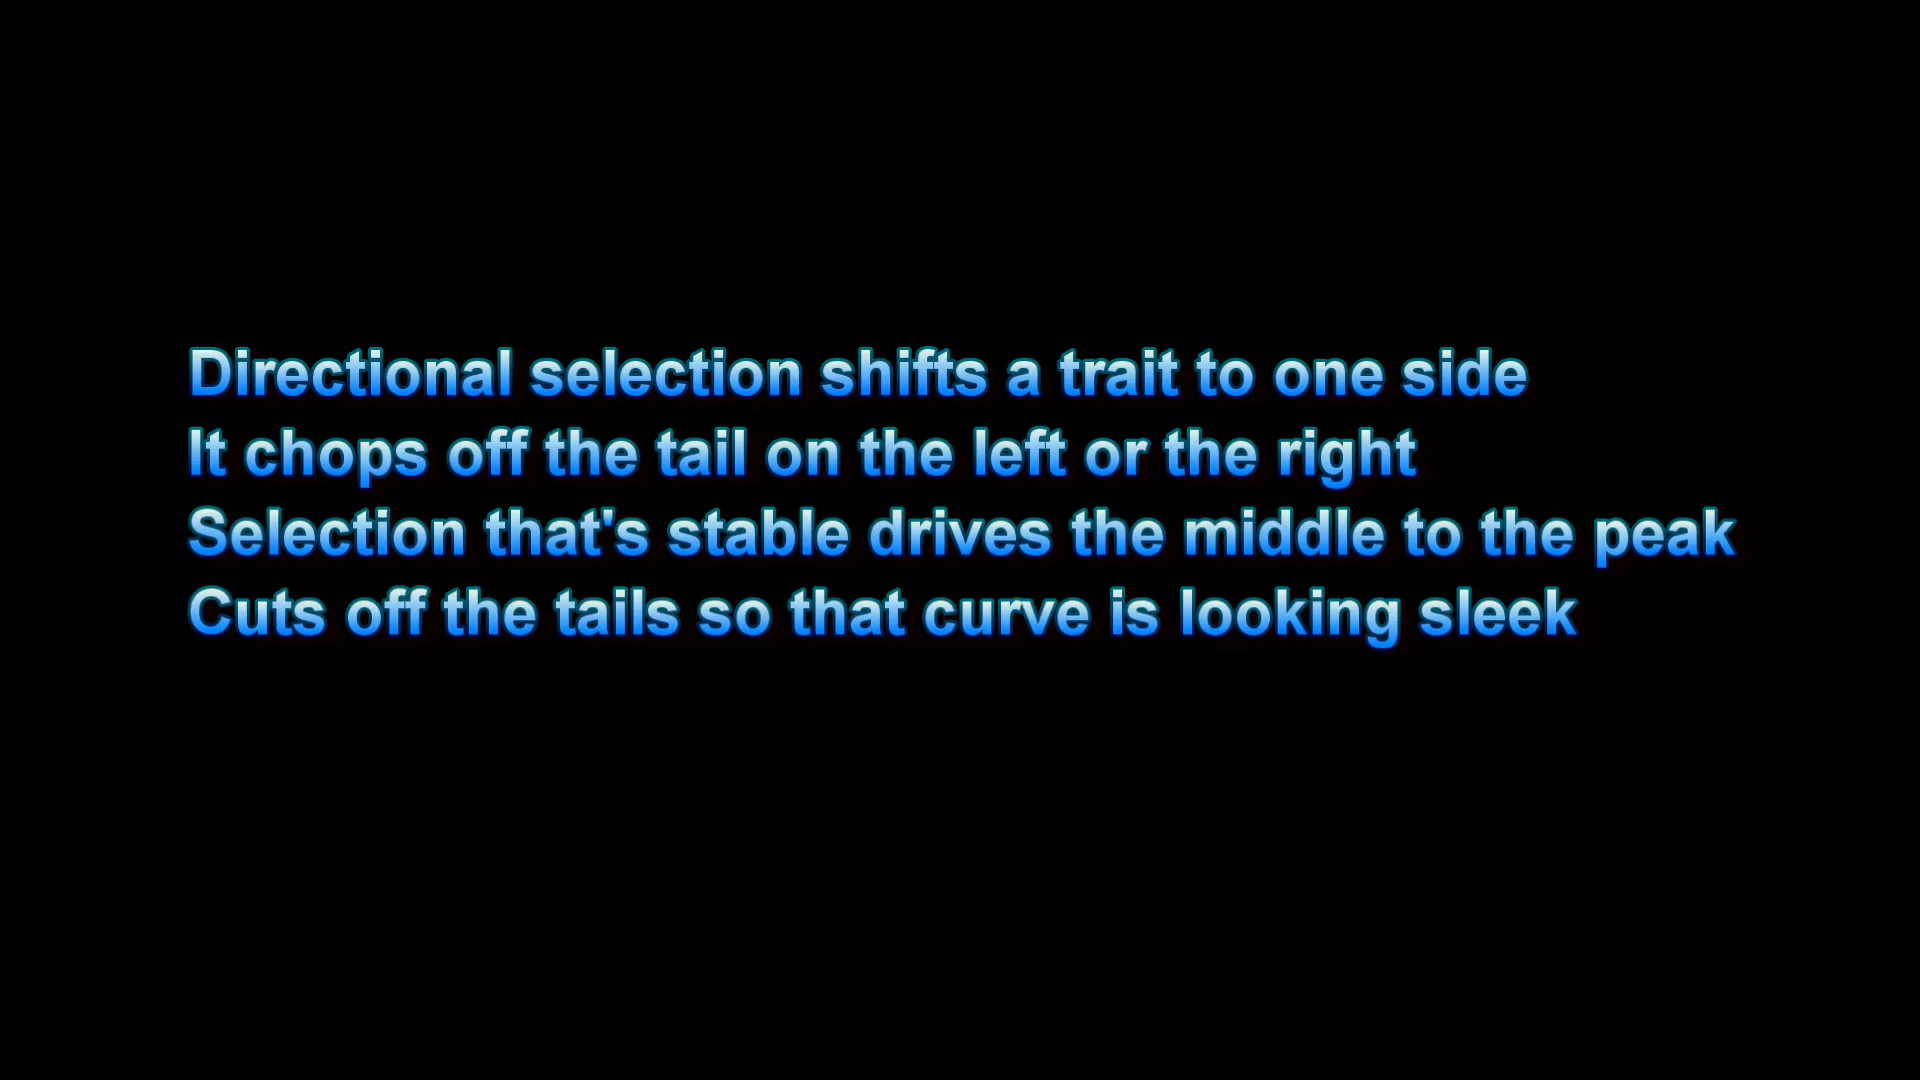 Directional selection shifts a trait to one side
It chops off the tail on the left or the right
Selection that's stable drives the middle to the peak
Cuts off the tails so that curve is looking sleek